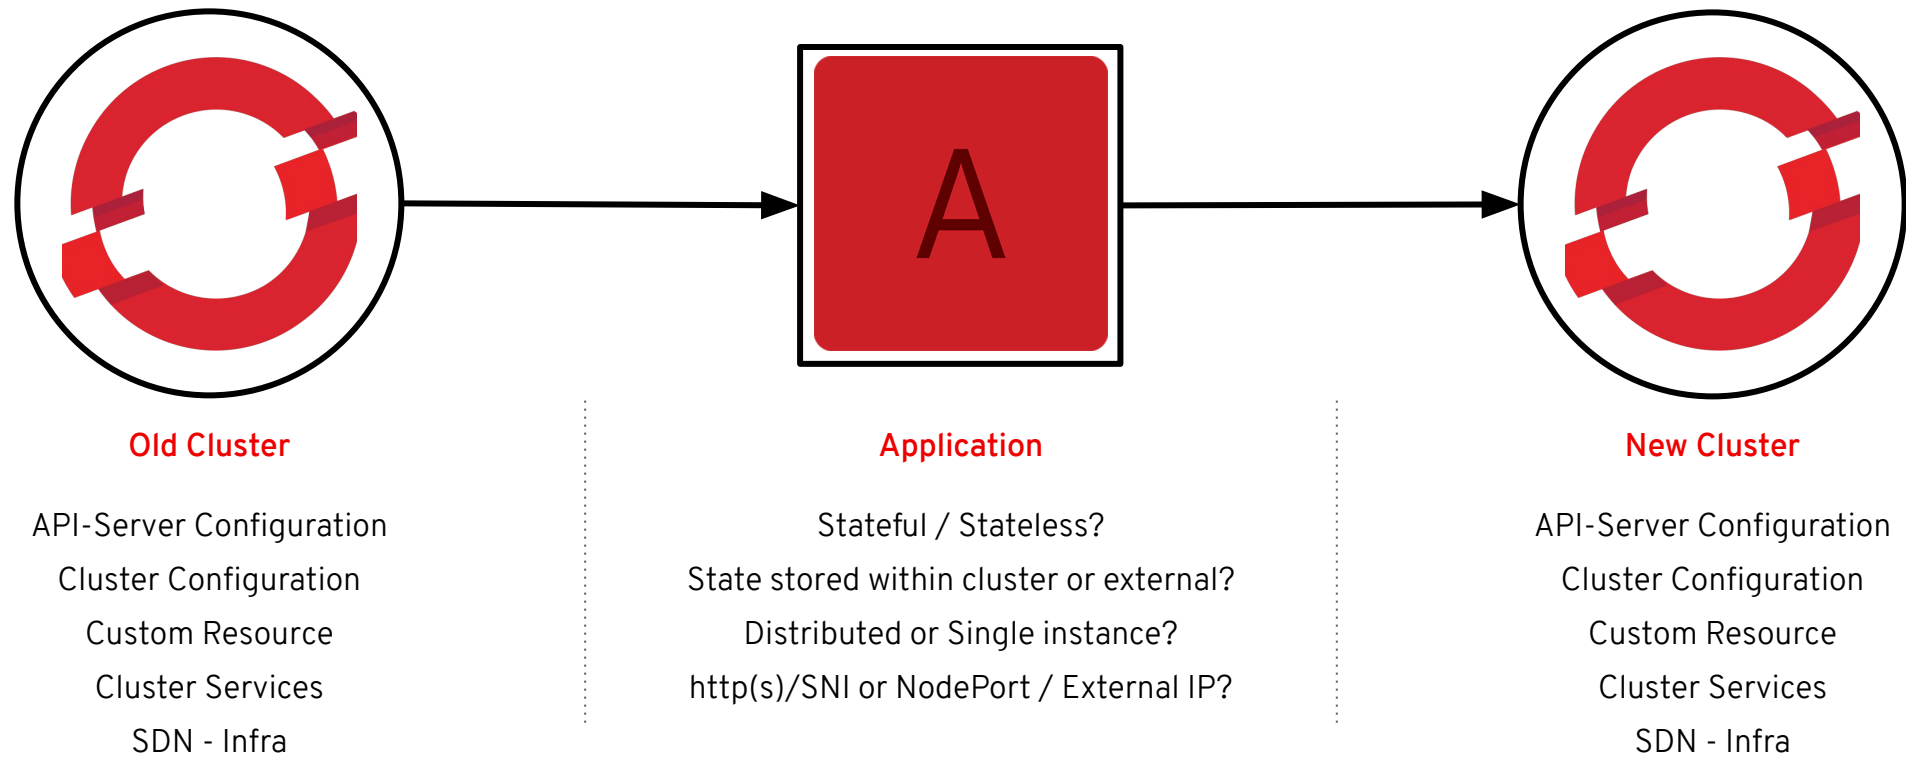 A
Old Cluster
API-Server Configuration
Cluster Configuration
Custom Resource
Cluster Services
SDN - Infra
Application
Stateful / Stateless?
State stored within cluster or external?
Distributed or Single instance?
http(s)/SNI or NodePort / External IP?
New Cluster
API-Server Configuration
Cluster Configuration
Custom Resource
Cluster Services
SDN - Infra